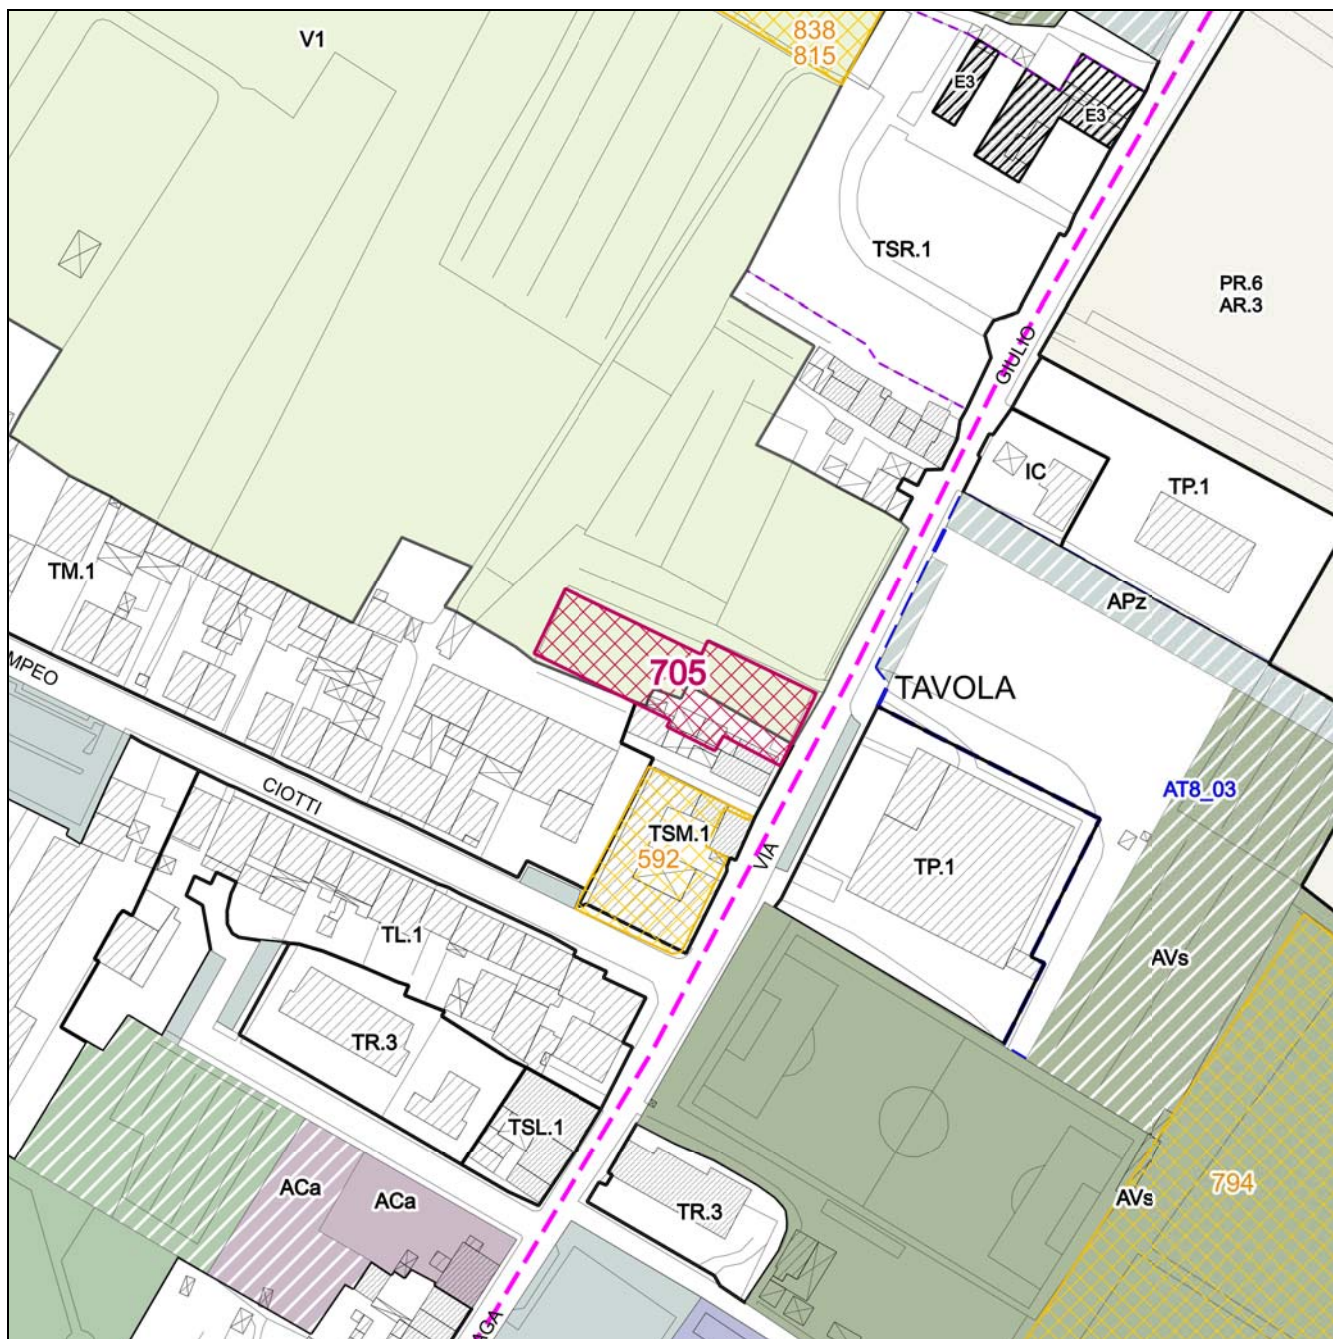 V1
838
815
E3
E3
TSR.1
PR.6
AR.3
GIULIO
IC
TP.1
TM.1
APz
MPEO
705
TAVOLA
CIOTTI
AT8_03
TSM.1
592
VIA
TP.1
TL.1
AVs
TR.3
TSL.1
ACa
ACa
AVs
794
TR.3
AGA